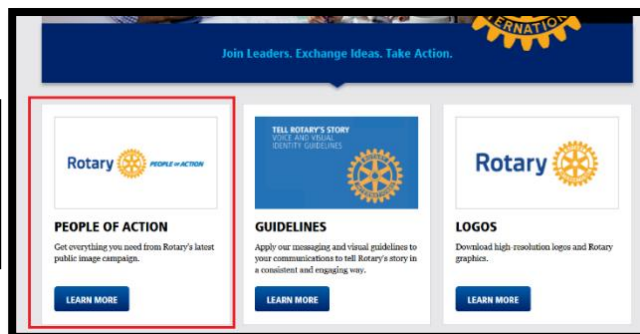 ERNATION
Join Leaders. Exchange Ideas. Take Action.
Rotary PEOPLE of ACTION
PEOPLE OF ACTION
Get everything you need from Rotary's latest
public image campaign.
LEARN MORE
TELL ROTARY'S STORY
VOICE AND VISUAL
IDENTITY GUIDELINES
GUIDELINES
Apply our messaging and visual guidelines to
your communications to tell Rotary's story in
a consistent and engaging way.
LEARN MORE
Rotary
LOGOS
Download high-resolution logos and Rotary
graphics.
LEARN MORE